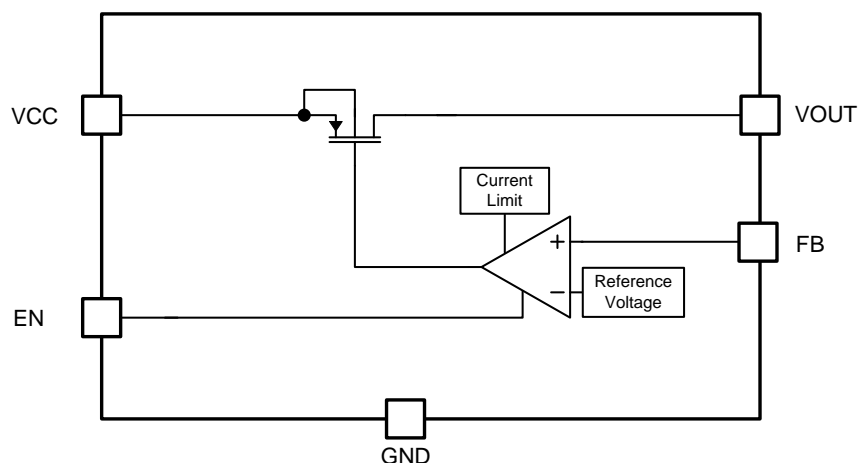 VCC
VOUT
Current
Limit
+
FB
−
Reference
Voltage
EN
GND